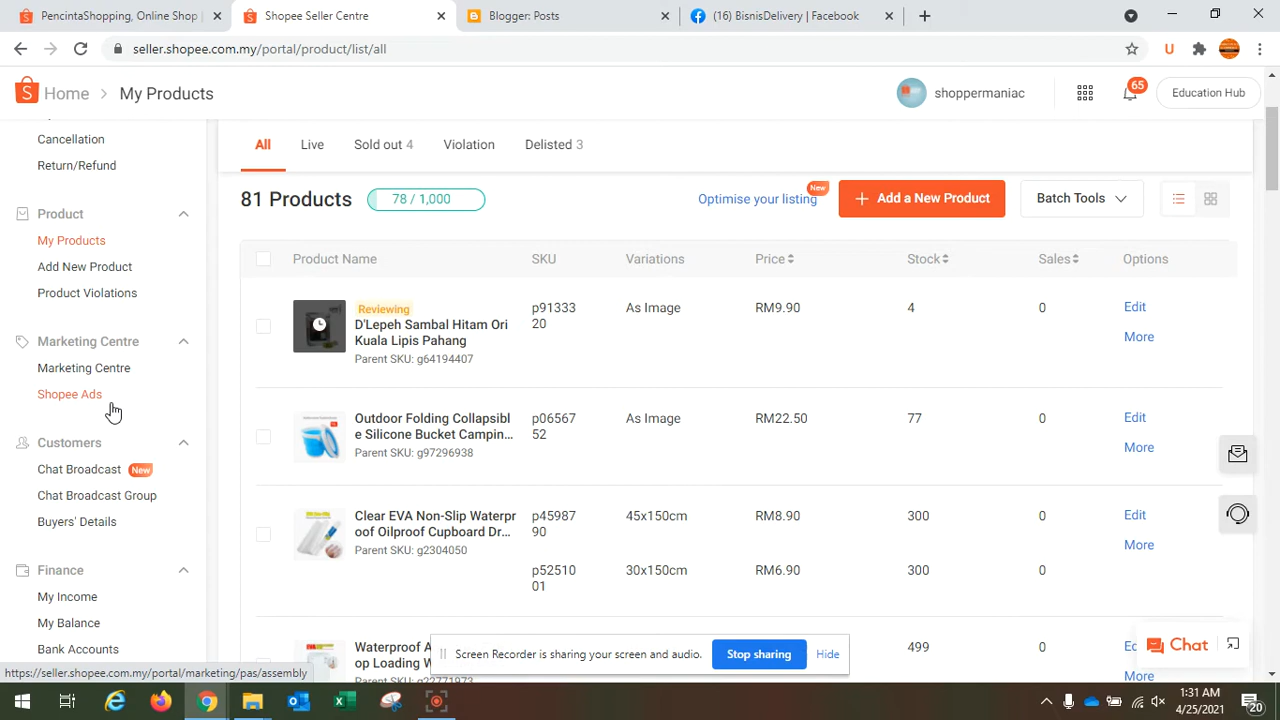 PencintaShopping, Online Shop |
Shopee Seller Centre
Blogger: Posts
(16) BisnisDelivery | Facebook
seller.shopee.com.my/portal/product/list/all
U
Home > My Products
shoppermaniac
65
Education Hub
Cancellation
Return/Refund
Product
My Products
Add New Product
Product Violations
Marketing Centre
Marketing Centre
Shopee Ads
Customers
Chat Broadcast New
Chat Broadcast Group
Buyers' Details
Finance
My Income
My Balance
Bank Accounts
All Live Sold out 4 Violation Delisted 3
81 Products 78 / 1,000
Optimise your listing New
+ Add a New Product
Batch Tools
Product Name SKU Variations Price Stock Sales Options
Reviewing
D'Lepeh Sambal Hitam Ori
Kuala Lipis Pahang
Parent SKU: g64194407
p91333
20
As Image RM9.90 4 0 Edit
More
Outdoor Folding Collapsibl
e Silicone Bucket Campin...
Parent SKU: g97296938
p06567
52
As Image RM22.50 77 0 Edit
More
Clear EVA Non-Slip Waterpr
oof Oilproof Cupboard Dr...
Parent SKU: g2304050
p45987
90
45x150cm RM8.90 300 0 Edit
More
p52510
01
30x150cm RM6.90 300 0
Waterproof A
op Loading W
Parent SKU: g22771973
499
More
Screen Recorder is sharing your screen and audio. Stop sharing Hide
Chat
https://seller.shopee.com.my/portal/marketing/pas/assembly
1:31 AM
4/25/2021
20